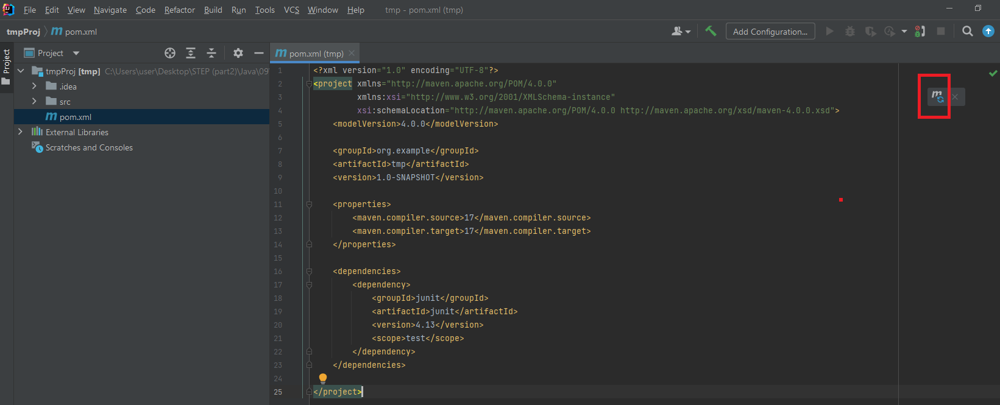 File Edit View Navigate Code Refactor Build Run Tools VCS Window Help tmp - pom.xml (tmp)
tmpProj pom.xml Add Configuration...
Project
Project
pom.xml (tmp)
tmpProj [tmp] C:\Users\user\Desktop\STEP (part2)\Java\09
.idea
src
pom.xml
External Libraries
Scratches and Consoles
1 <?xml version="1.0" encoding="UTF-8"?>
2 <project xmlns="http://maven.apache.org/POM/4.0.0"
3 xmlns:xsi="http://www.w3.org/2001/XMLSchema-instance"
4 xsi:schemaLocation="http://maven.apache.org/POM/4.0.0 http://maven.apache.org/xsd/maven-4.0.0.xsd">
5 <modelVersion>4.0.0</modelVersion>
6
7 <groupId>org.example</groupId>
8 <artifactId>tmp</artifactId>
9 <version>1.0-SNAPSHOT</version>
10
11 <properties>
12 <maven.compiler.source>17</maven.compiler.source>
13 <maven.compiler.target>17</maven.compiler.target>
14 </properties>
15
16 <dependencies>
17 <dependency>
18 <groupId>junit</groupId>
19 <artifactId>junit</artifactId>
20 <version>4.13</version>
21 <scope>test</scope>
22 </dependency>
23 </dependencies>
24
25 </project>